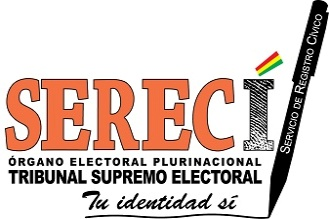 SERECÍ
ÓRGANO ELECTORAL PLURINACIONAL
TRIBUNAL SUPREMO ELECTORAL
Tu identidad sí
SERVICIO DE REGISTRO CÍVICO